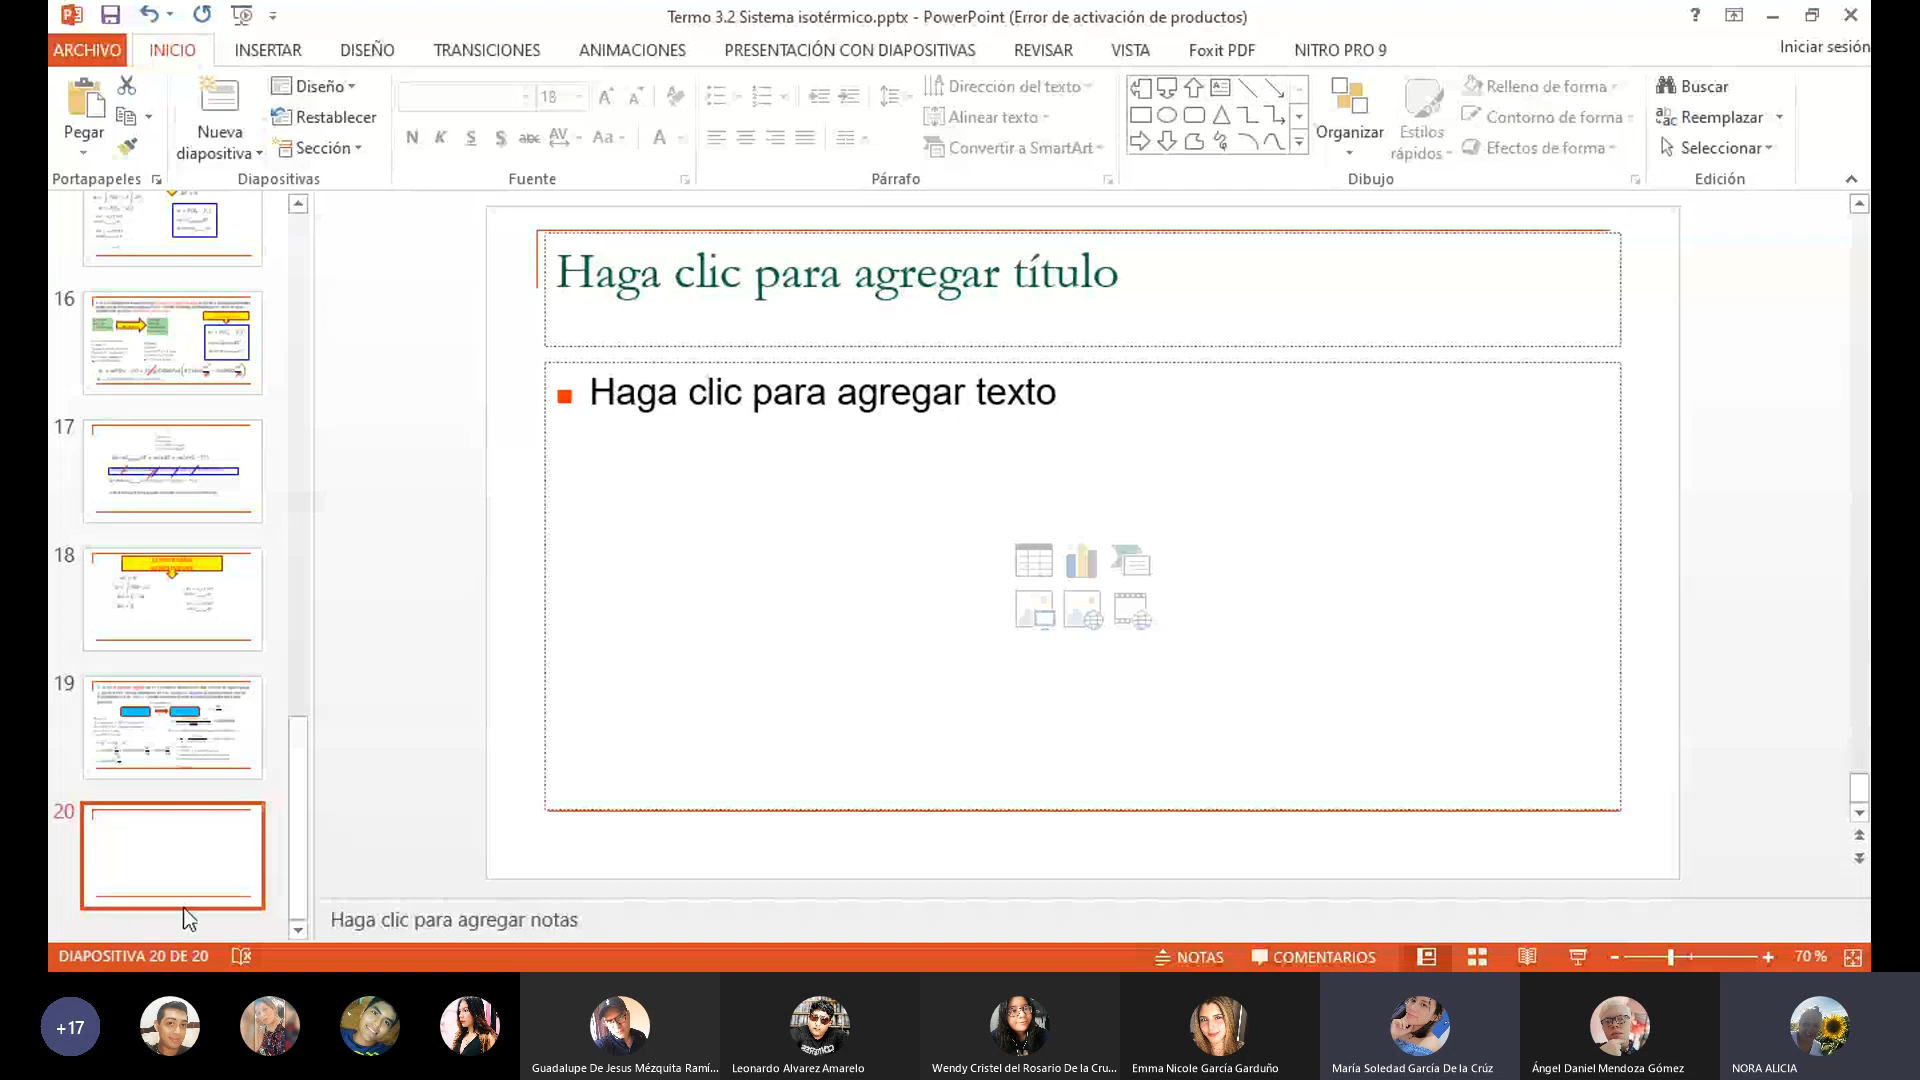 Termo 3.2 Sistema isotérmico.pptx - PowerPoint (Error de activación de productos)
?
ARCHIVO INICIO INSERTAR DISEÑO TRANSICIONES ANIMACIONES PRESENTACIÓN CON DIAPOSITIVAS REVISAR VISTA Foxit PDF NITRO PRO 9 Iniciar sesión
Pegar
Nueva diapositiva
Diseño
Restablecer
Sección
18
N K S S abc AV Aa A
Dirección del texto
Alinear texto
Convertir a SmartArt
Organizar
Estilos rápidos
Relleno de forma
Contorno de forma
Efectos de forma
Buscar
Reemplazar
Seleccionar
Portapapeles Diapositivas Fuente Párrafo Dibujo Edición
16
17
18
19
20
Haga clic para agregar título
Haga clic para agregar texto
Haga clic para agregar notas
DIAPOSITIVA 20 DE 20 NOTAS COMENTARIOS 70 %
+17
Guadalupe De Jesus Mézquita Ramí...
Leonardo Alvarez Amarelo
Wendy Cristel del Rosario De la Cru...
Emma Nicole García Garduño
María Soledad García De la Crúz
Ángel Daniel Mendoza Gómez
NORA ALICIA